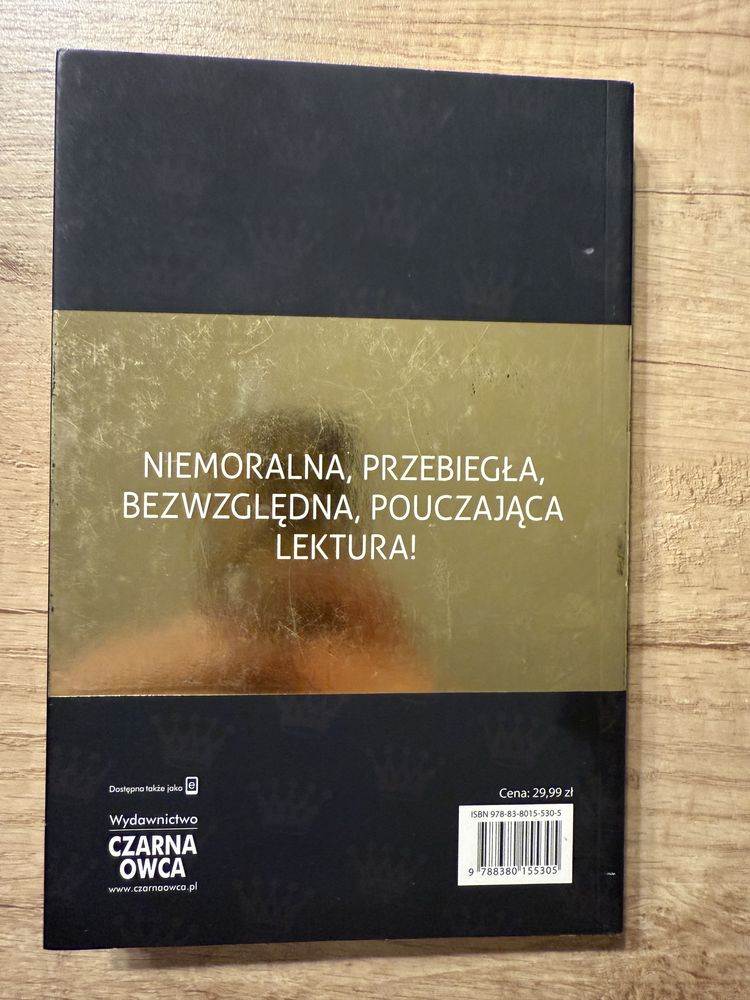 NIEMORALNA, PRZEBIEGŁA,
BEZWZGLĘDNA, POUCZAJĄCA
LEKTURA!
Dostępna także jako e
Wydawnictwo
CZARNA
OWCA
www.czarnaowca.pl
Cena: 29,99 zł
ISBN 978-83-8015-530-5
9 788380 155305